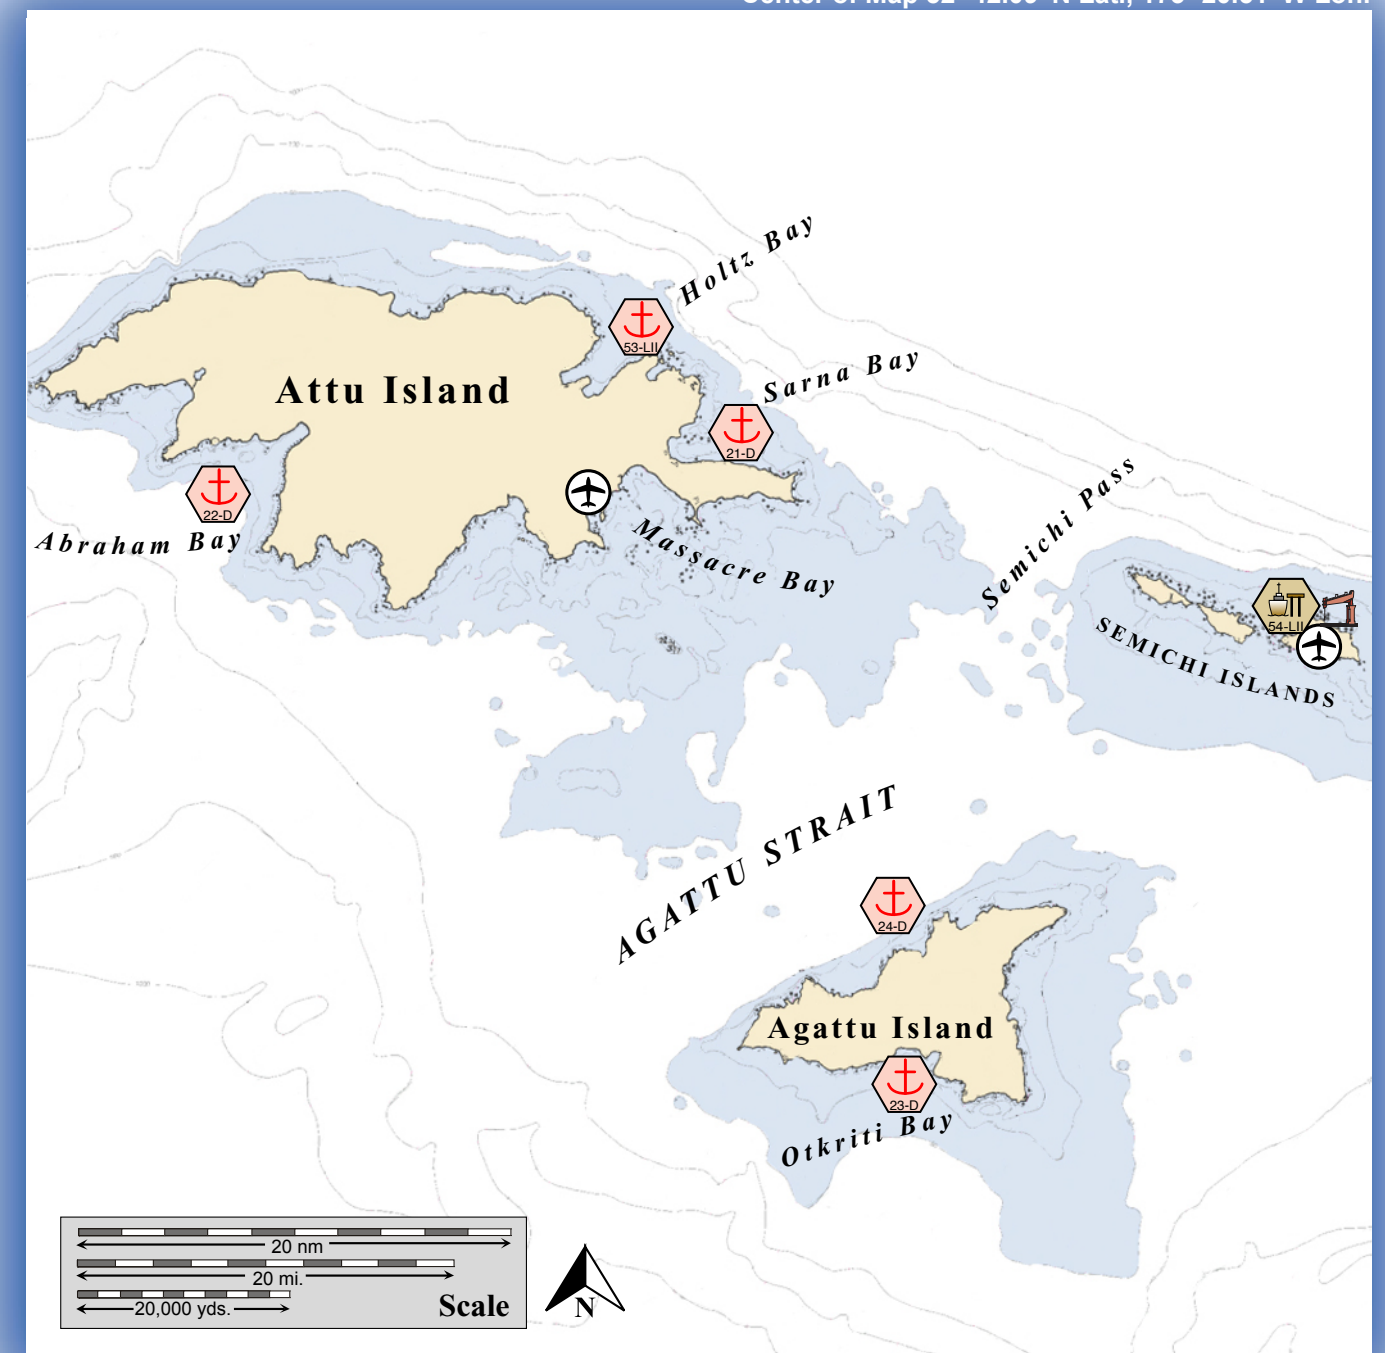 Holtz Bay
53-LII
Sarna Bay
Attu Island
21-D
Semichi Pass
22-D
Abraham Bay
Massacre Bay
54-LII
SEMICHI ISLANDS
AGATTU STRAIT
24-D
Agattu Island
23-D
Otkriti Bay
20 nm
20 mi.
20,000 yds.
Scale
N